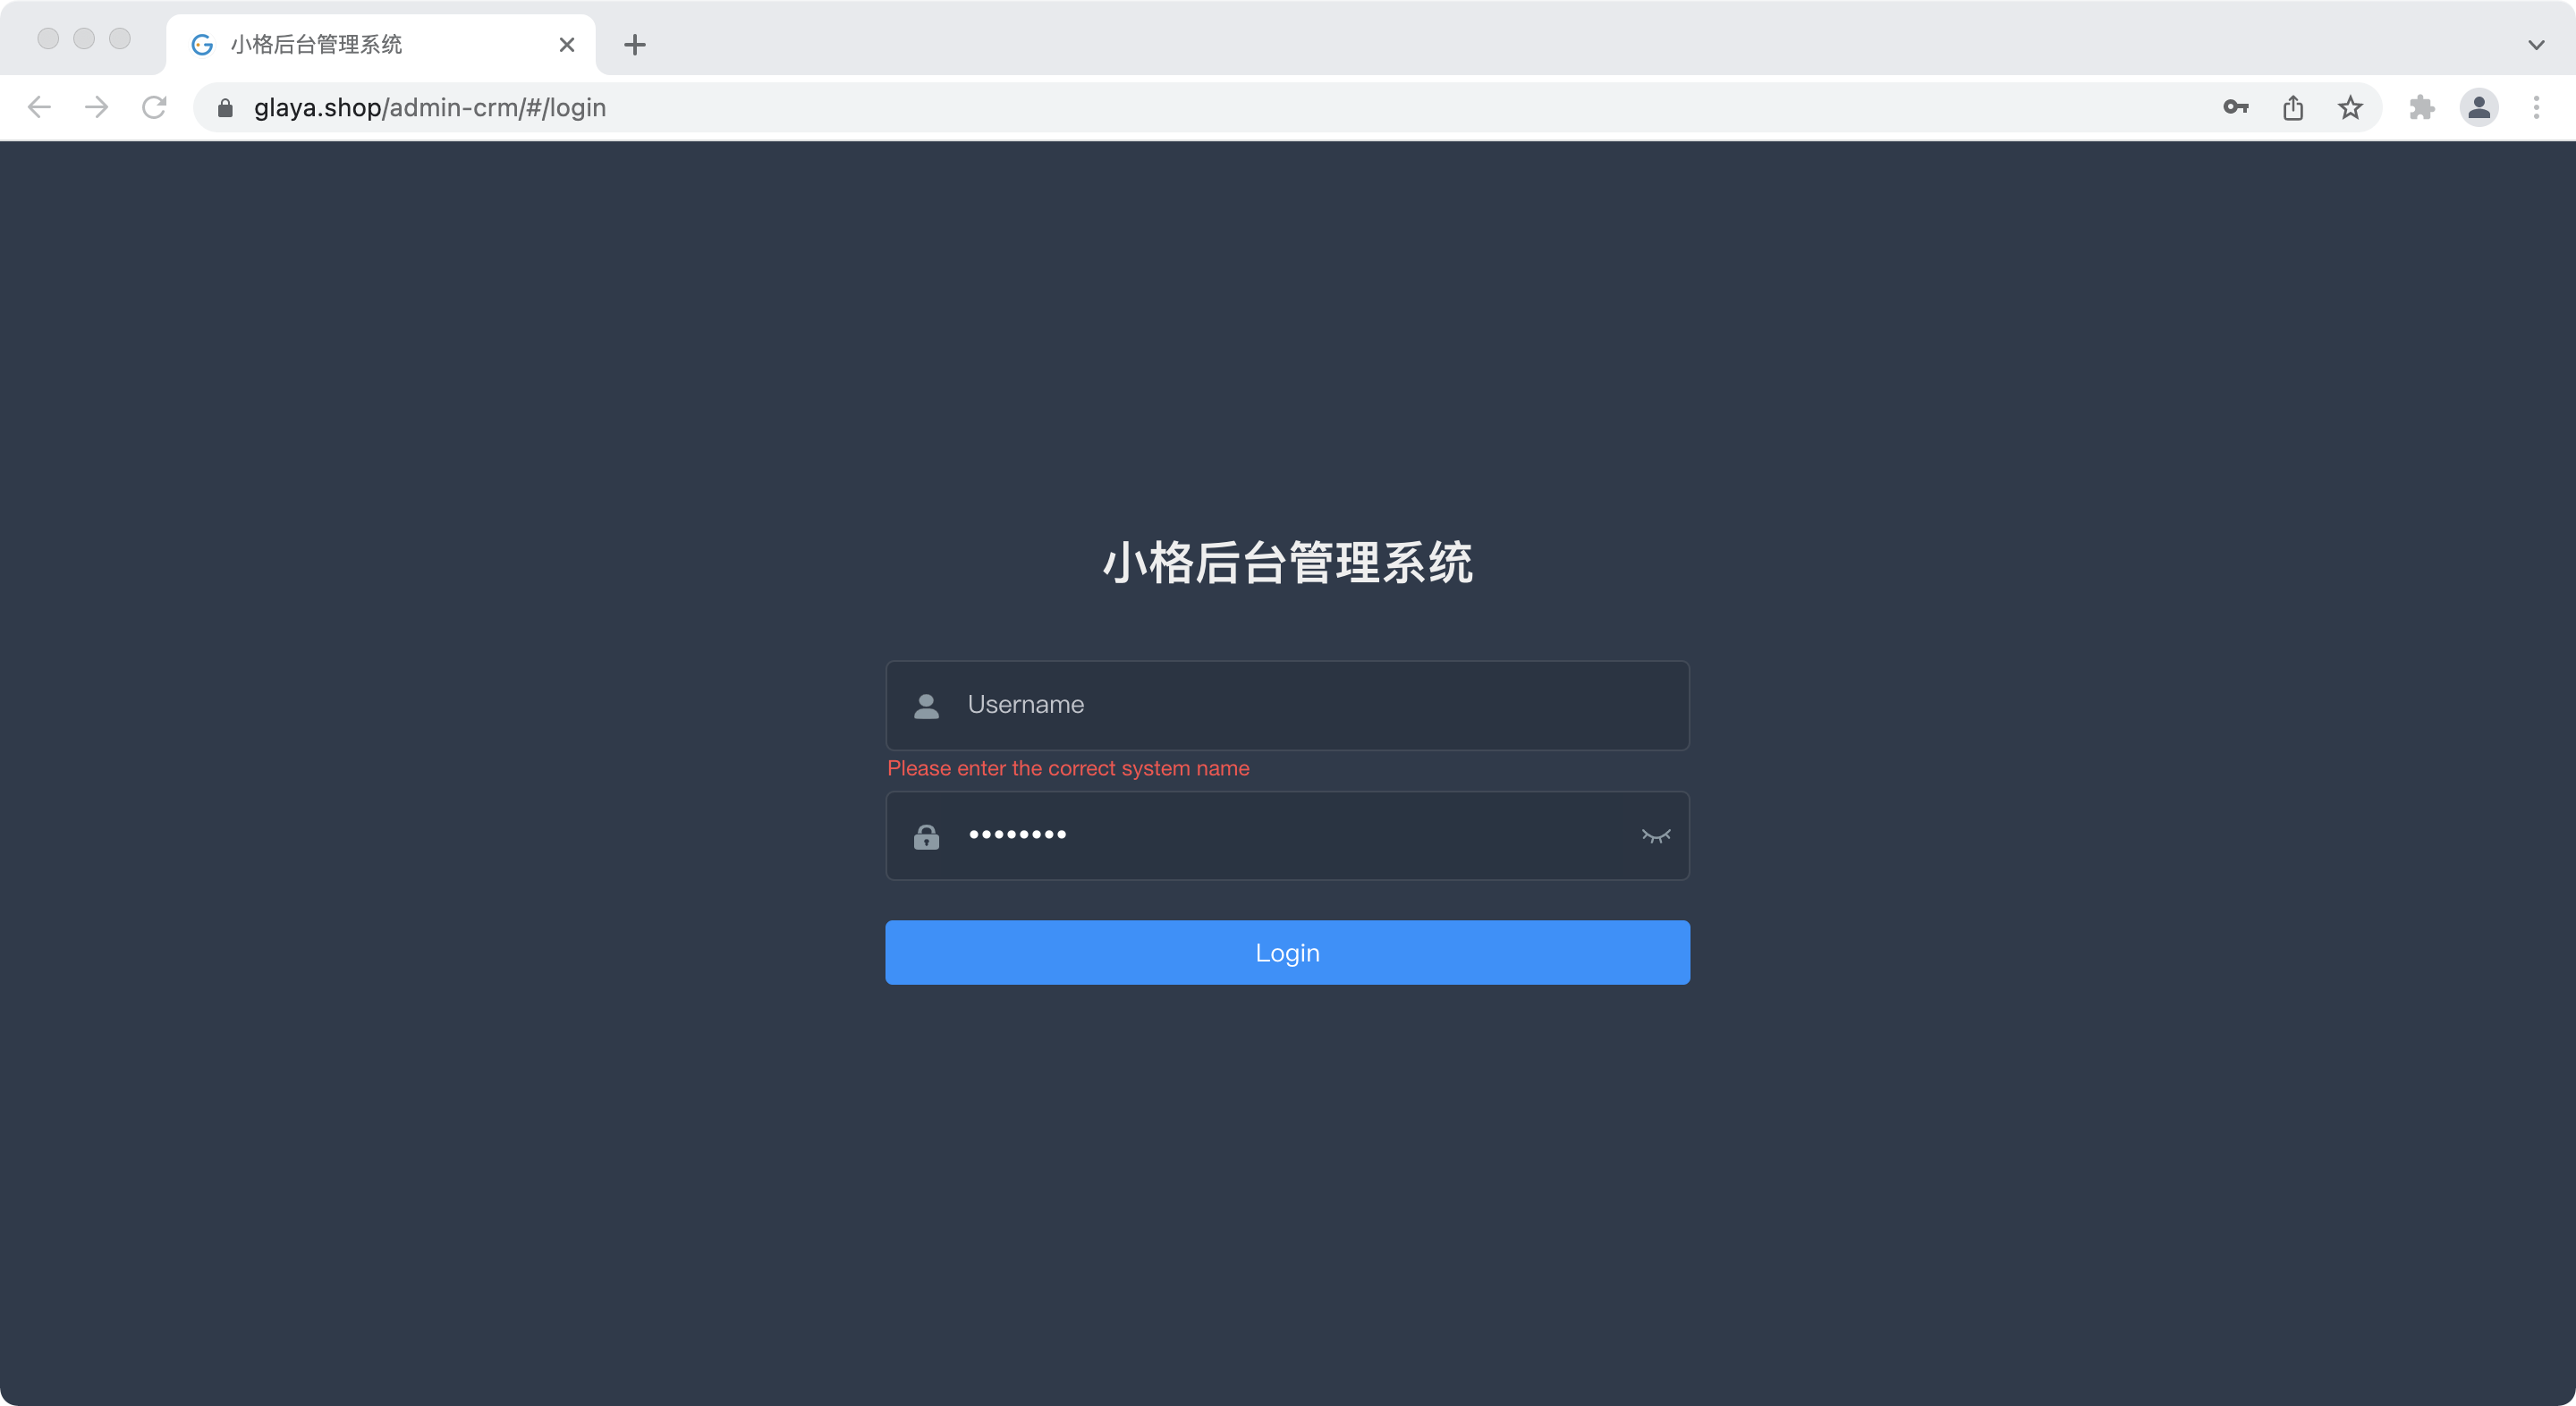 小格后台管理系统
glaya.shop/admin-crm/#/login
小格后台管理系统
Username
Please enter the correct system name
••••••••
Login